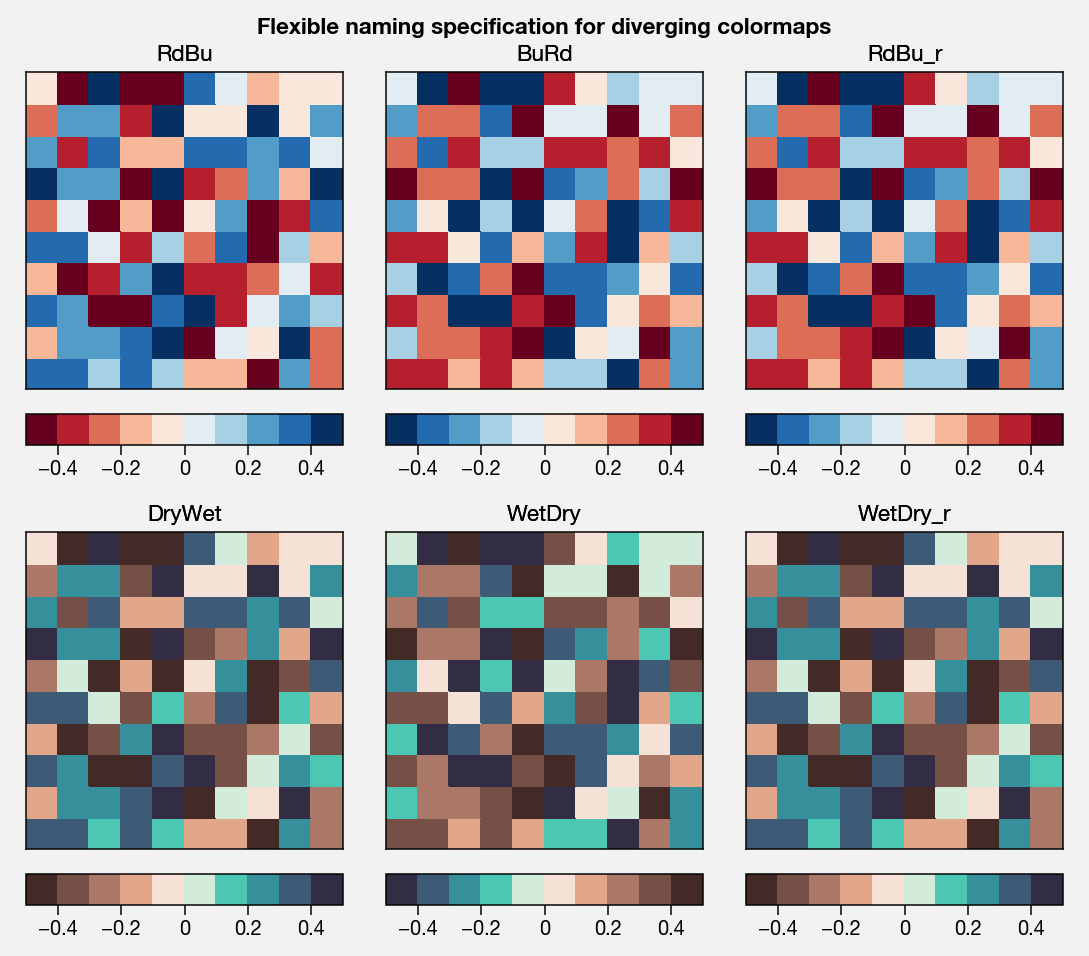 Flexible naming specification for diverging colormaps
RdBu BuRd RdBu_r
−0.4 −0.2 0 0.2 0.4 −0.4 −0.2 0 0.2 0.4 −0.4 −0.2 0 0.2 0.4
DryWet WetDry WetDry_r
−0.4 −0.2 0 0.2 0.4 −0.4 −0.2 0 0.2 0.4 −0.4 −0.2 0 0.2 0.4